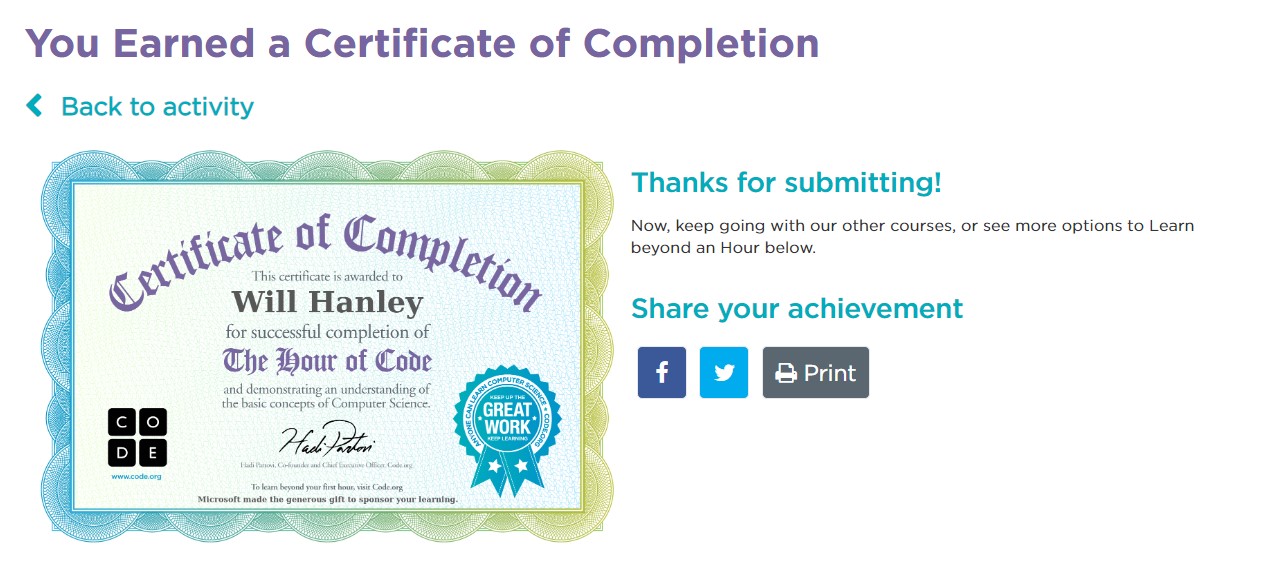 You Earned a Certificate of Completion
Back to activity
Certificate of Completion
This certificate is awarded to
Will Hanley
for successful completion of
The Hour of Code
and demonstrating an understanding of
the basic concepts of Computer Science.
CODE
www.code.org
Hadi Partovi
Hadi Partovi, Co-founder and Chief Executive Officer, Code.org
To learn beyond your first hour, visit Code.org
Microsoft made the generous gift to sponsor your learning.
ANYONE CAN LEARN COMPUTER SCIENCE • CODE.ORG
KEEP UP THE
GREAT
WORK
KEEP LEARNING
Thanks for submitting!
Now, keep going with our other courses, or see more options to Learn
beyond an Hour below.
Share your achievement
Print